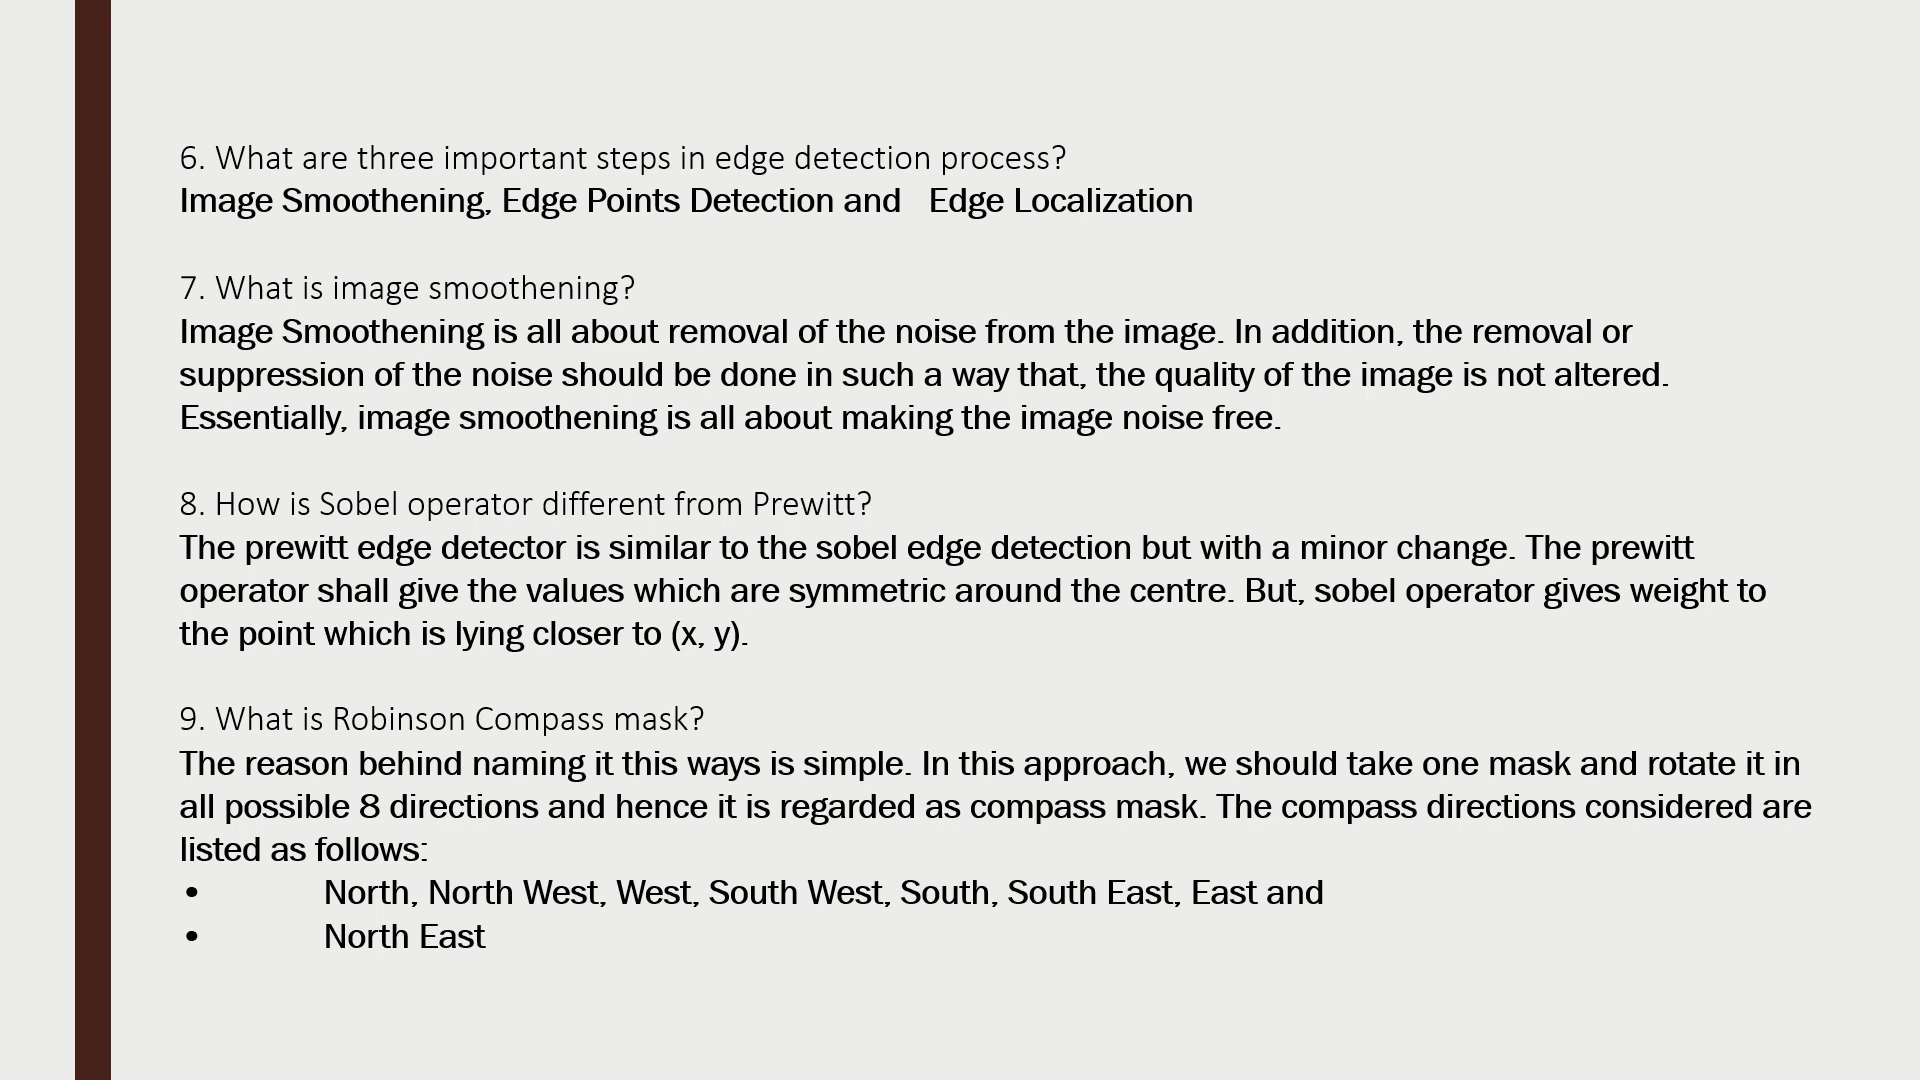 6. What are three important steps in edge detection process?
Image Smoothening, Edge Points Detection and Edge Localization
7. What is image smoothening?
Image Smoothening is all about removal of the noise from the image. In addition, the removal or
suppression of the noise should be done in such a way that, the quality of the image is not altered.
Essentially, image smoothening is all about making the image noise free.
8. How is Sobel operator different from Prewitt?
The prewitt edge detector is similar to the sobel edge detection but with a minor change. The prewitt
operator shall give the values which are symmetric around the centre. But, sobel operator gives weight to
the point which is lying closer to (x, y).
9. What is Robinson Compass mask?
The reason behind naming it this ways is simple. In this approach, we should take one mask and rotate it in
all possible 8 directions and hence it is regarded as compass mask. The compass directions considered are
listed as follows:
• North, North West, West, South West, South, South East, East and
• North East